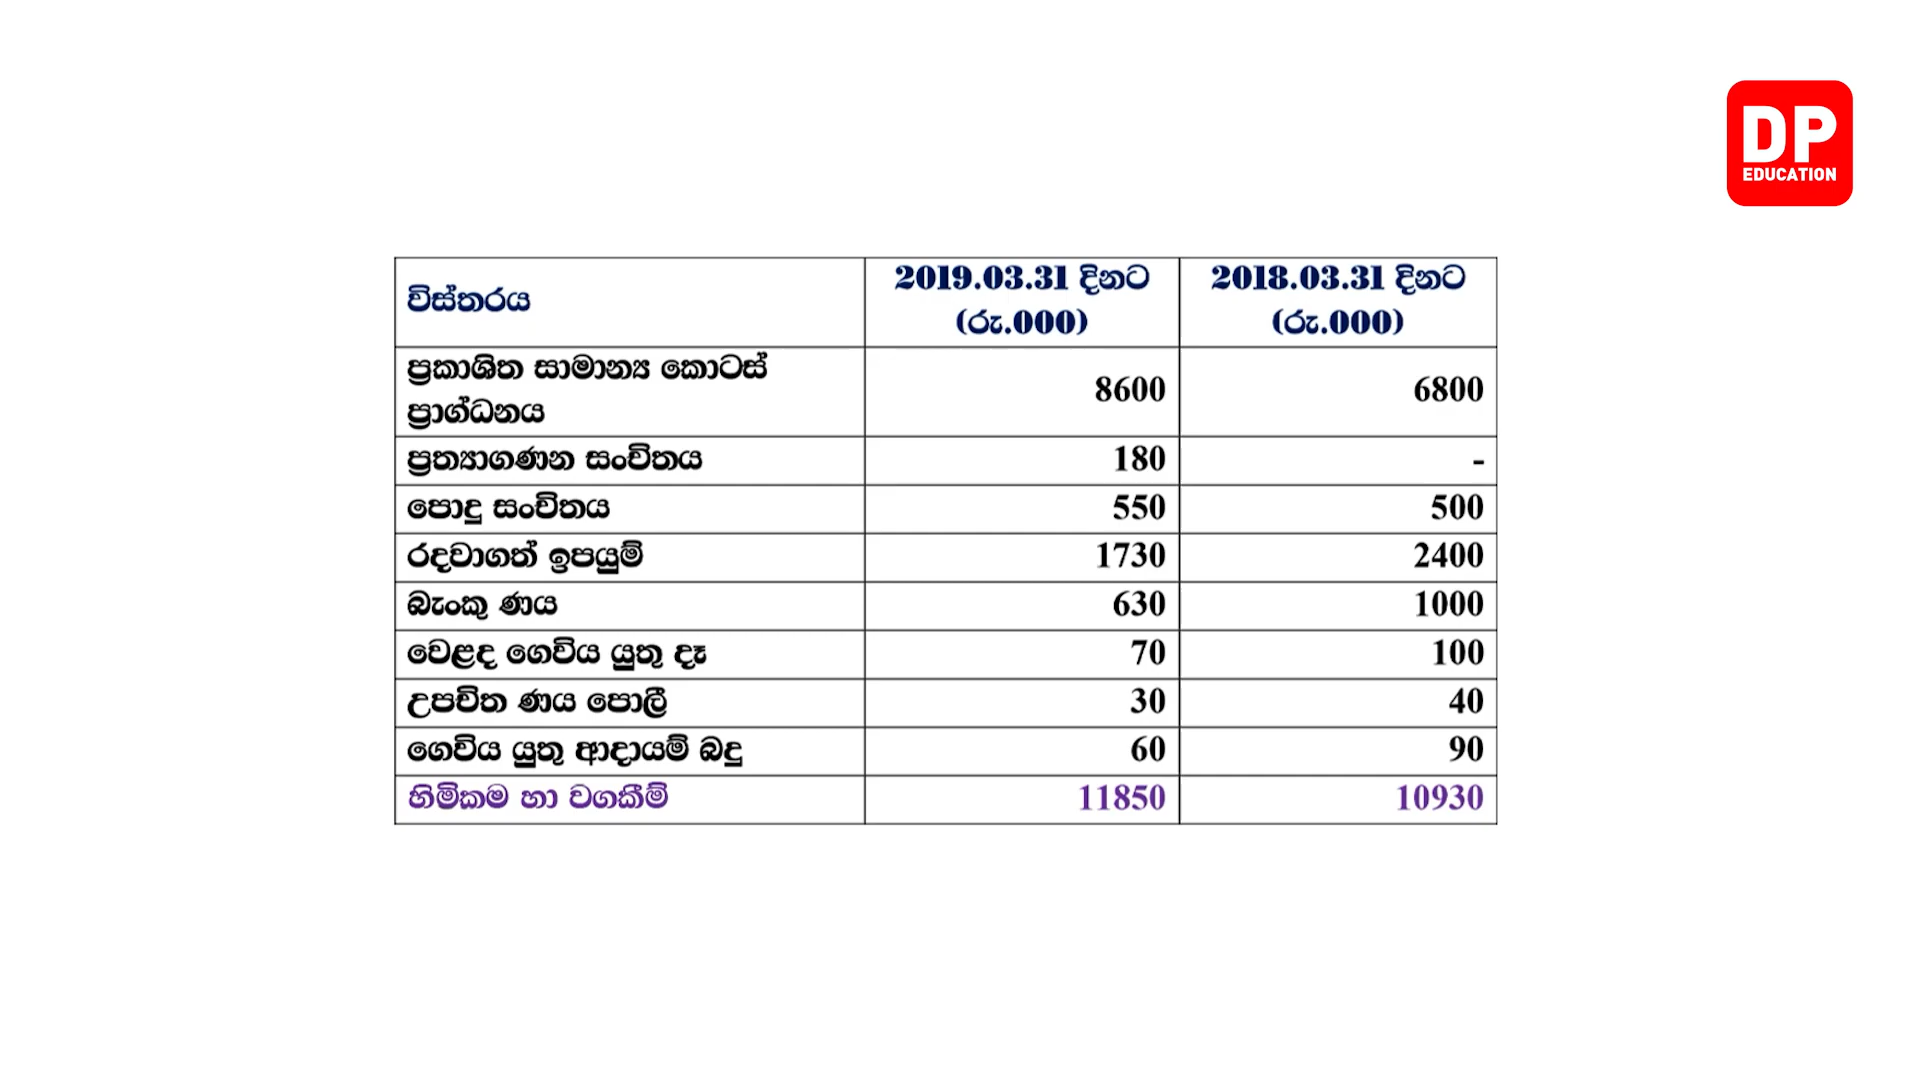 DP
EDUCATION
විස්තරය 2019.03.31 දිනට 2018.03.31 දිනට
(රු.000) (රු.000)
ප්‍රකාශිත සාමාන්‍ය කොටස්
ප්‍රාග්ධනය 8600 6800
ප්‍රත්‍යාගණන සංචිතය 180 -
පොදු සංචිතය 550 500
රදවාගත් ඉපයුම් 1730 2400
බැංකු ණය 630 1000
වෙළද ගෙවිය යුතු දෑ 70 100
උපචිත ණය පොලී 30 40
ගෙවිය යුතු ආදායම් බදු 60 90
හිමිකම හා වගකීම් 11850 10930